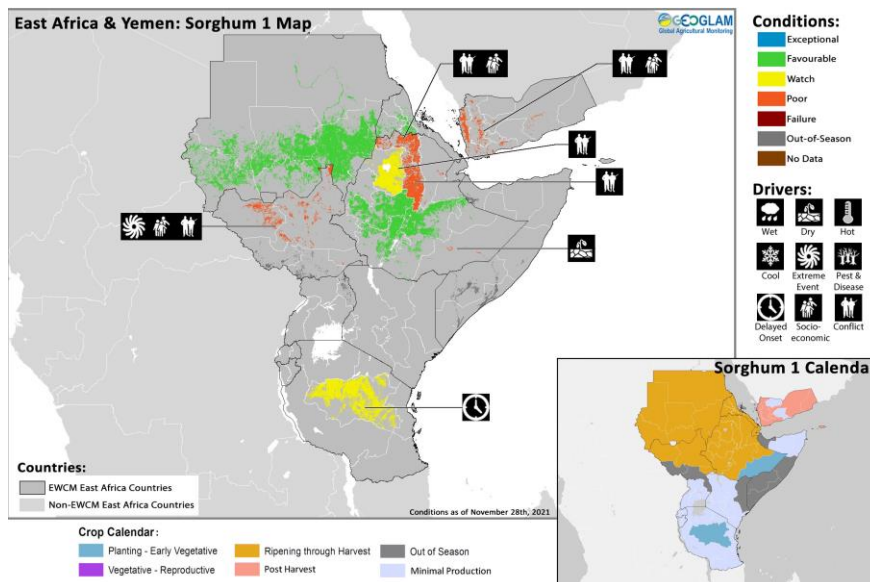 East Africa & Yemen: Sorghum 1 Map
GEOGLAM
Global Agricultural Monitoring
Conditions:
Exceptional
Favourable
Watch
Poor
Failure
Out-of-Season
No Data
Drivers:
Wet
Dry
Hot
Cool
Extreme
Event
Pest &
Disease
Delayed
Onset
Socio-
economic
Conflict
Countries:
EWCM East Africa Countries
Non-EWCM East Africa Countries
Conditions as of November 28th, 2021
Sorghum 1 Calenda
Crop Calendar:
Planting - Early Vegetative
Ripening through Harvest
Out of Season
Vegetative - Reproductive
Post Harvest
Minimal Production